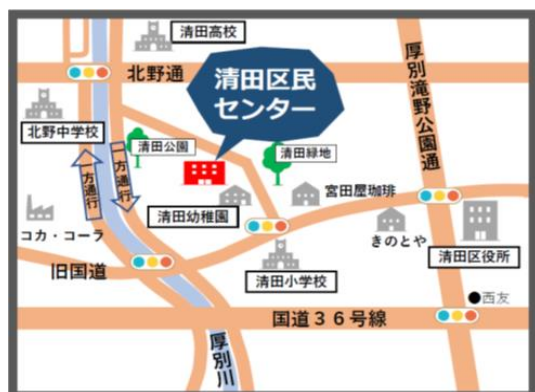 清田高校
北野通
清田区民
センター
厚別滝野公園通
北野中学校
清田公園
清田緑地
一方通行
一方通行
宮田屋珈琲
清田幼稚園
コカ・コーラ
きのとや
清田区役所
旧国道
清田小学校
西友
国道36号線
厚別川